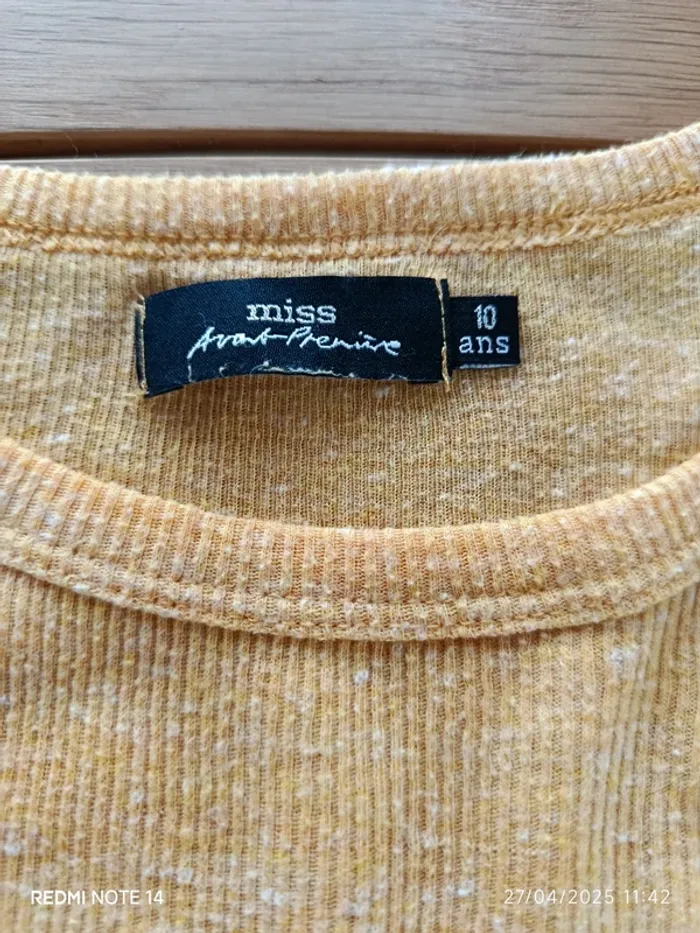 miss
Avant-Première
10
ans
REDMI NOTE 14
27/04/2025 11:42